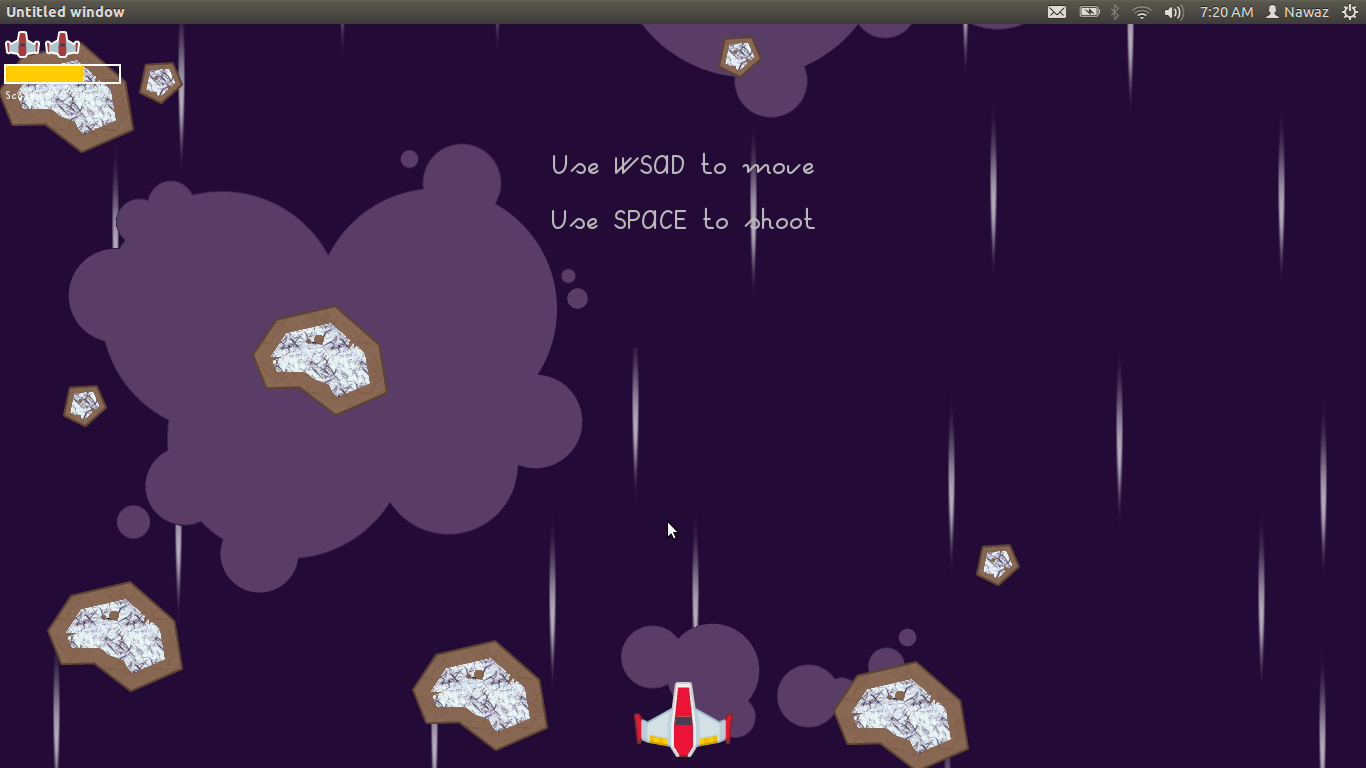 Untitled window
7:20 AM Nawaz
Use WSAD to move
Use SPACE to shoot